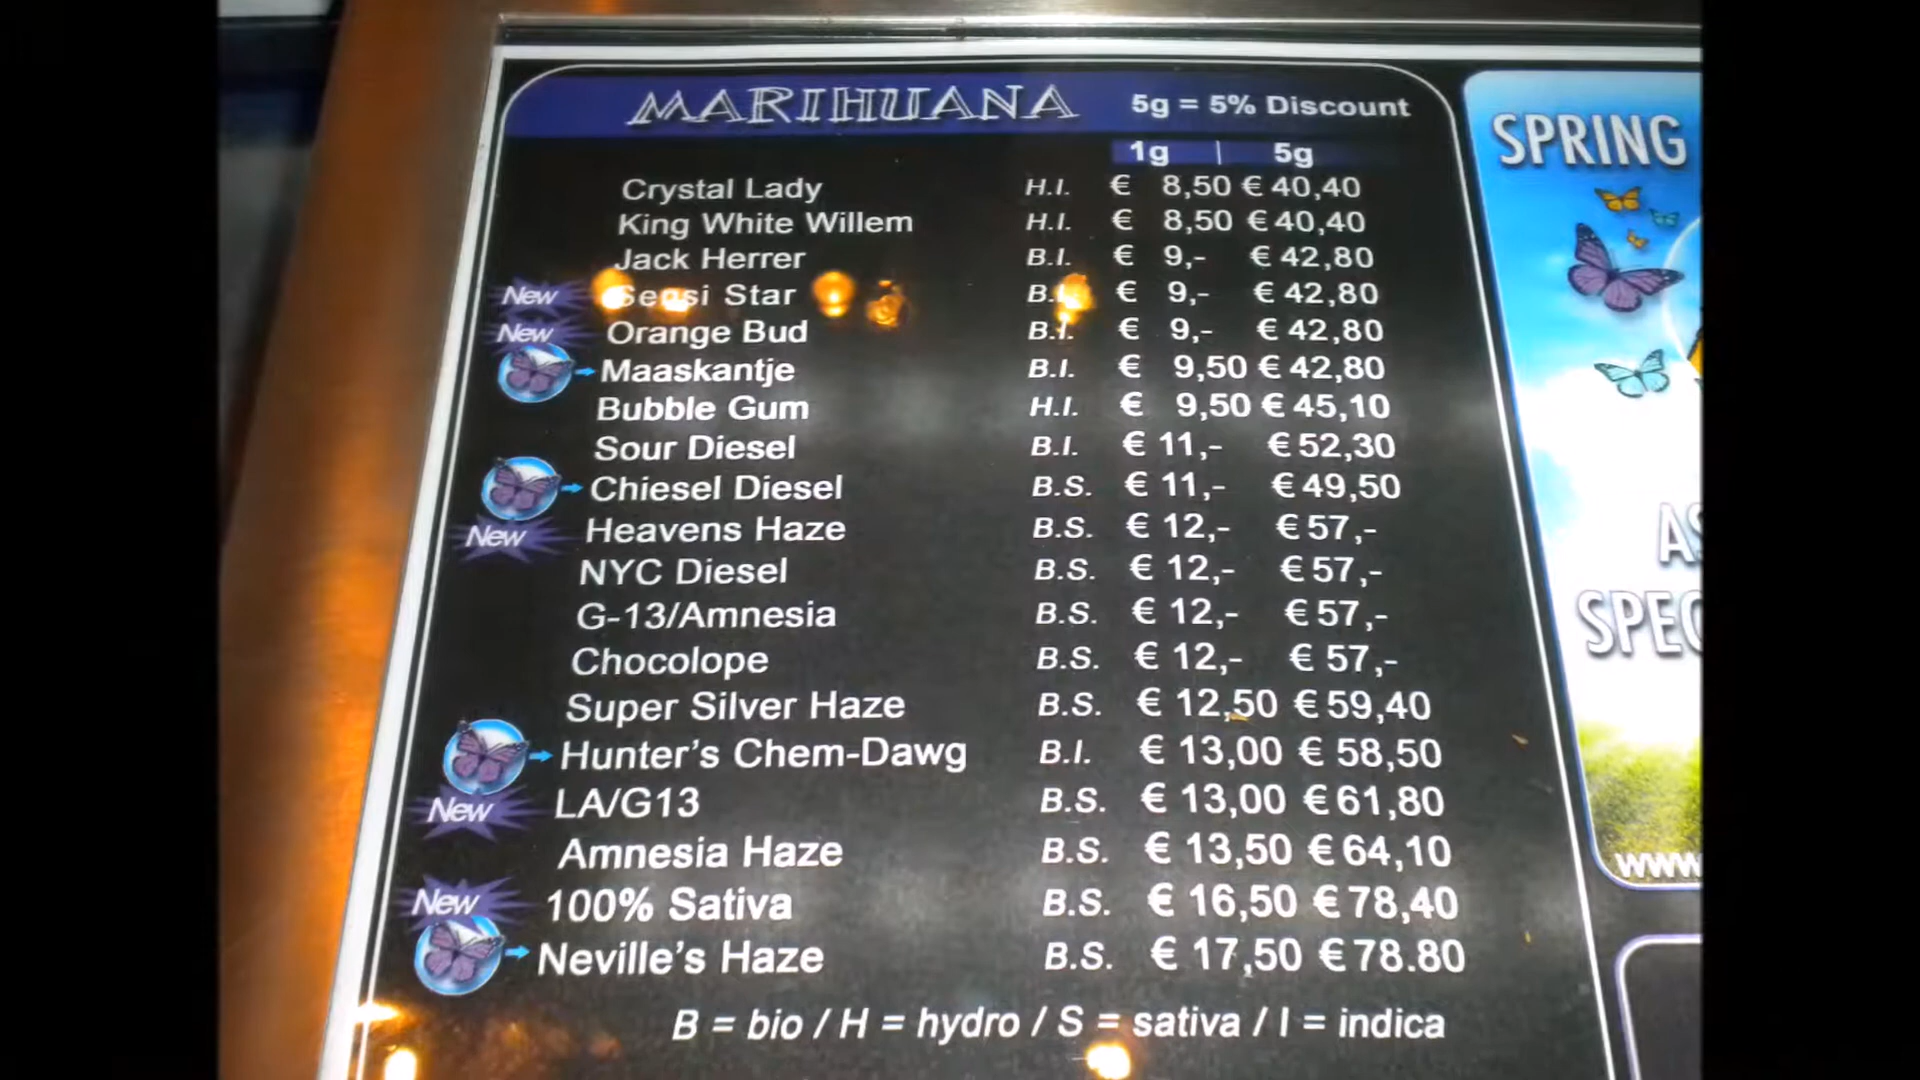 MARIHUANA 5g = 5% Discount
1g | 5g
Crystal Lady H.I. € 8,50 € 40,40
King White Willem H.I. € 8,50 € 40,40
Jack Herrer B.I. € 9,- € 42,80
New Sensi Star B.I. € 9,- € 42,80
New Orange Bud B.I. € 9,- € 42,80
Maaskantje B.I. € 9,50 € 42,80
Bubble Gum H.I. € 9,50 € 45,10
Sour Diesel B.I. € 11,- € 52,30
Chiesel Diesel B.S. € 11,- € 49,50
New Heavens Haze B.S. € 12,- € 57,-
NYC Diesel B.S. € 12,- € 57,-
G-13/Amnesia B.S. € 12,- € 57,-
Chocolope B.S. € 12,- € 57,-
Super Silver Haze B.S. € 12,50 € 59,40
Hunter's Chem-Dawg B.I. € 13,00 € 58,50
New LA/G13 B.S. € 13,00 € 61,80
Amnesia Haze B.S. € 13,50 € 64,10
New 100% Sativa B.S. € 16,50 € 78,40
Neville's Haze B.S. € 17,50 € 78.80
B = bio / H = hydro / S = sativa / I = indica
SPRING